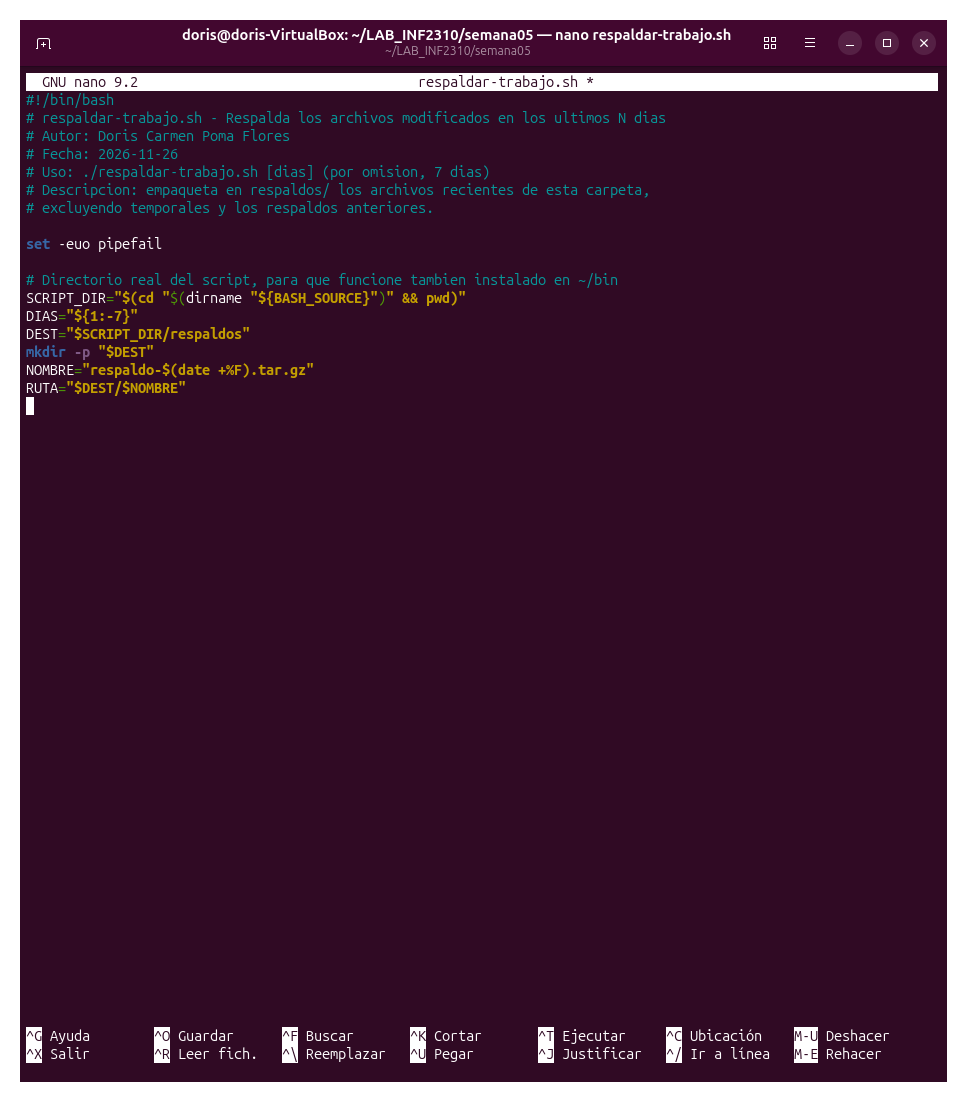 doris@doris-VirtualBox: ~/LAB_INF2310/semana05 — nano respaldar-trabajo.sh
~/LAB_INF2310/semana05
GNU nano 9.2 respaldar-trabajo.sh *
#!/bin/bash
# respaldar-trabajo.sh - Respalda los archivos modificados en los ultimos N dias
# Autor: Doris Carmen Poma Flores
# Fecha: 2026-11-26
# Uso: ./respaldar-trabajo.sh [dias] (por omision, 7 dias)
# Descripcion: empaqueta en respaldos/ los archivos recientes de esta carpeta,
# excluyendo temporales y los respaldos anteriores.
set -euo pipefail
# Directorio real del script, para que funcione tambien instalado en ~/bin
SCRIPT_DIR="$(cd "$(dirname "${BASH_SOURCE}")" && pwd)"
DIAS="${1:-7}"
DEST="$SCRIPT_DIR/respaldos"
mkdir -p "$DEST"
NOMBRE="respaldo-$(date +%F).tar.gz"
RUTA="$DEST/$NOMBRE"
^G Ayuda ^O Guardar ^F Buscar ^K Cortar ^T Ejecutar ^C Ubicación M-U Deshacer
^X Salir ^R Leer fich. ^\ Reemplazar ^U Pegar ^J Justificar ^/ Ir a línea M-E Rehacer